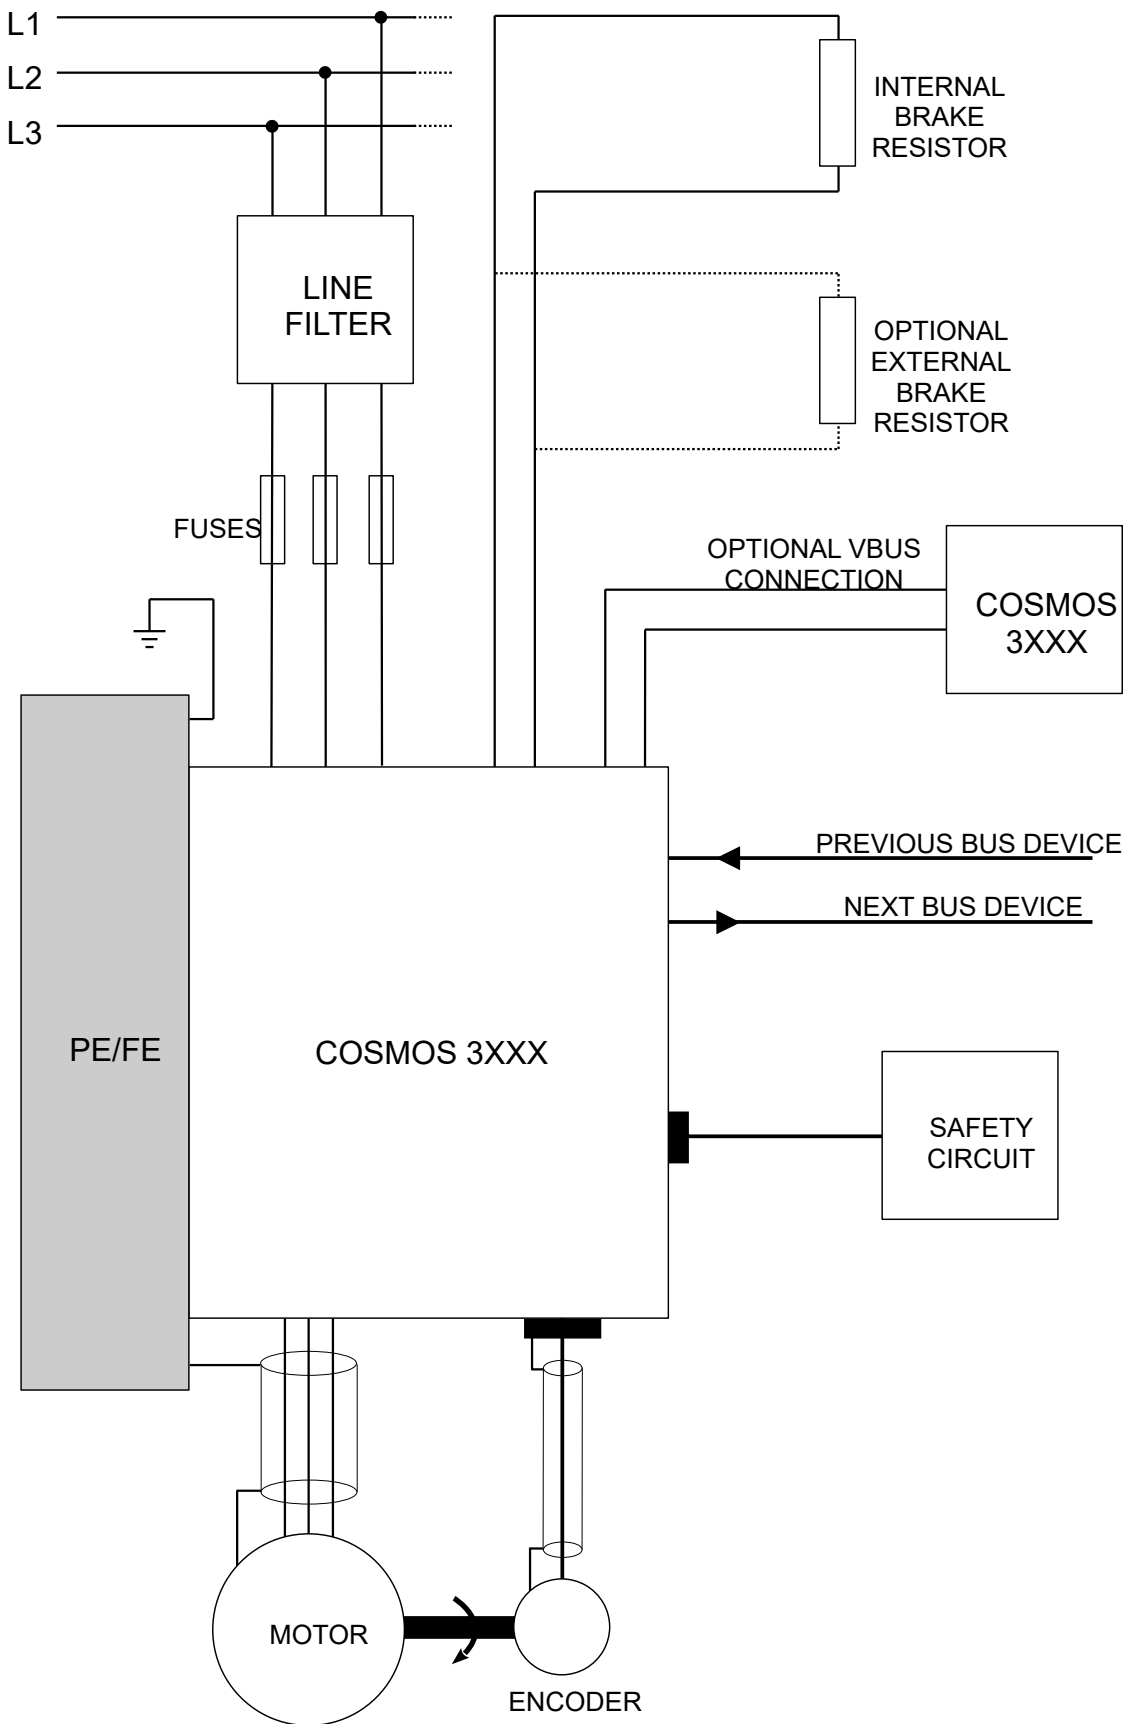 L1
L2
L3
INTERNAL
BRAKE
RESISTOR
LINE
FILTER
OPTIONAL
EXTERNAL
BRAKE
RESISTOR
FUSES
OPTIONAL VBUS
CONNECTION
COSMOS
3XXX
PREVIOUS BUS DEVICE
NEXT BUS DEVICE
PE/FE
COSMOS 3XXX
SAFETY
CIRCUIT
MOTOR
ENCODER